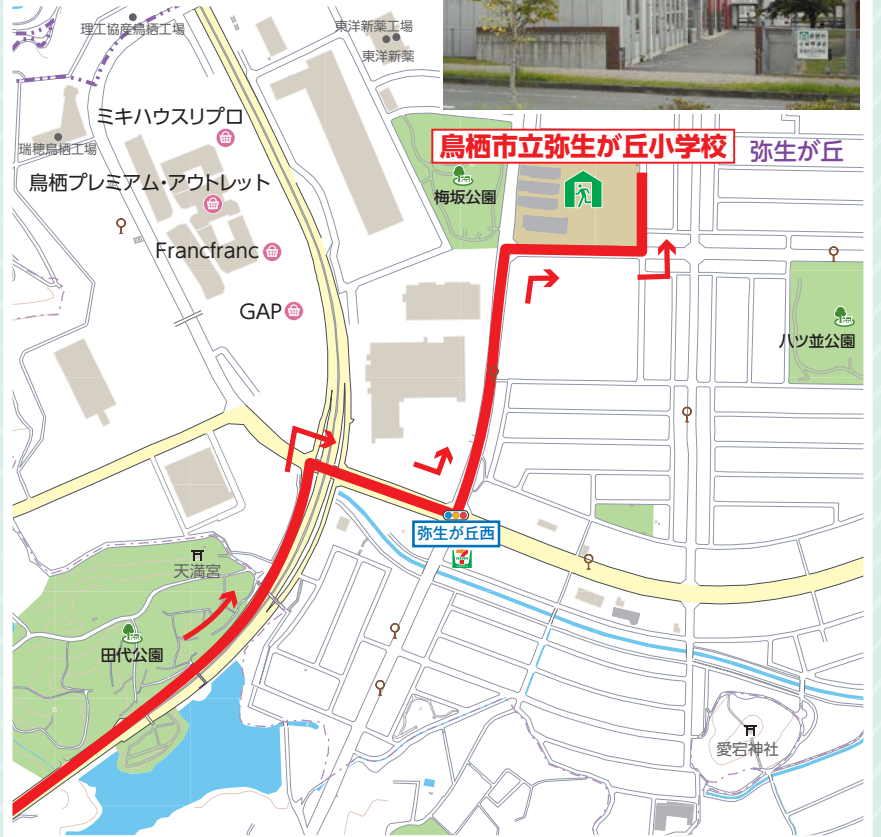 理工協産鳥栖工場
東洋新薬工場
東洋新薬
ミキハウスリプロ
瑞穂鳥栖工場
鳥栖市立弥生が丘小学校
弥生が丘
鳥栖プレミアム・アウトレット
梅坂公園
Francfranc
GAP
八ツ並公園
弥生が丘西
天満宮
田代公園
愛宕神社